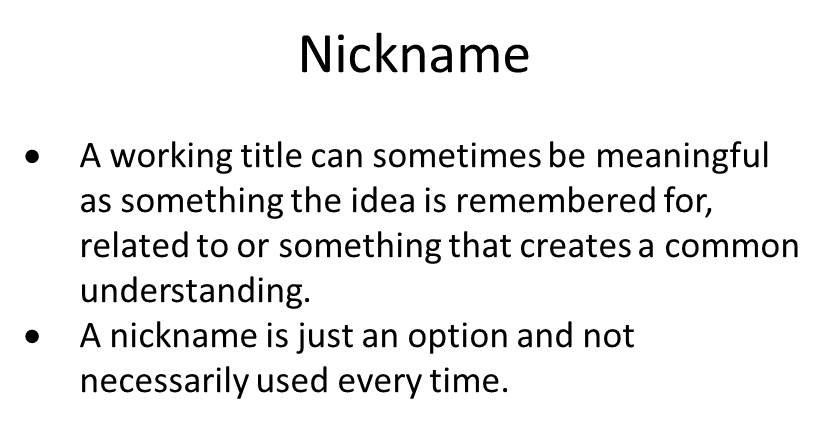 Nickname
• A working title can sometimes be meaningful
as something the idea is remembered for,
related to or something that creates a common
understanding.
• A nickname is just an option and not
necessarily used every time.